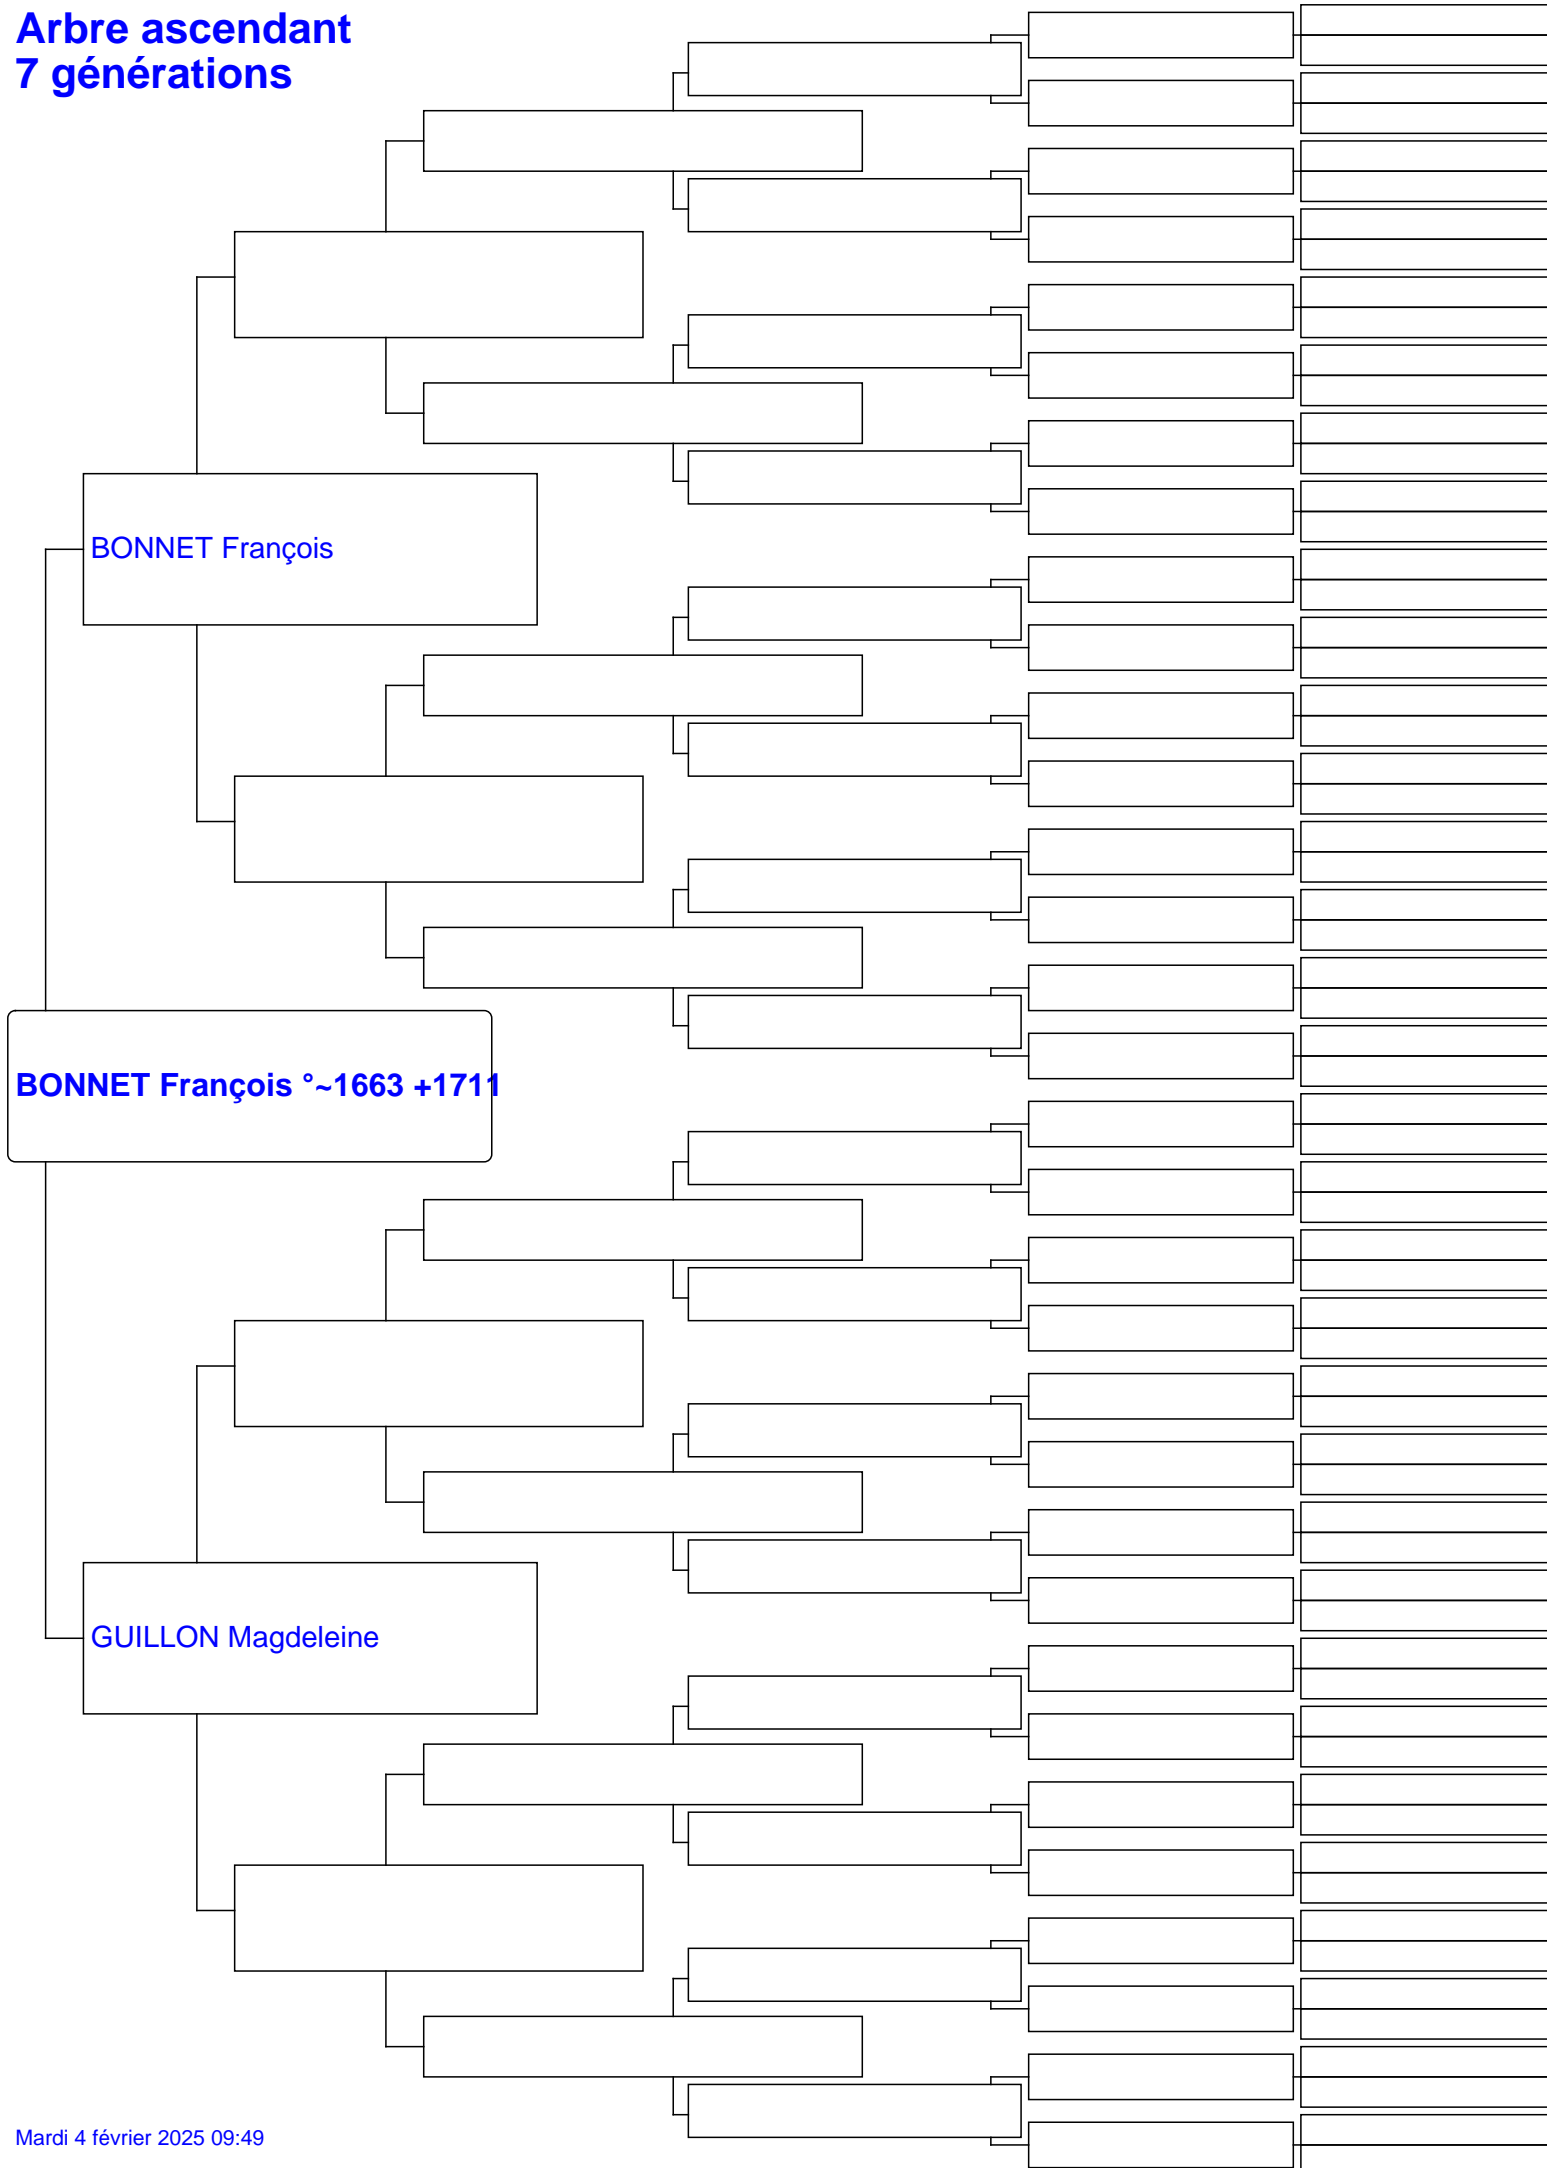 Arbre ascendant
7 générations
BONNET François
BONNET François °~1663 +1711
GUILLON Magdeleine
Mardi 4 février 2025 09:49